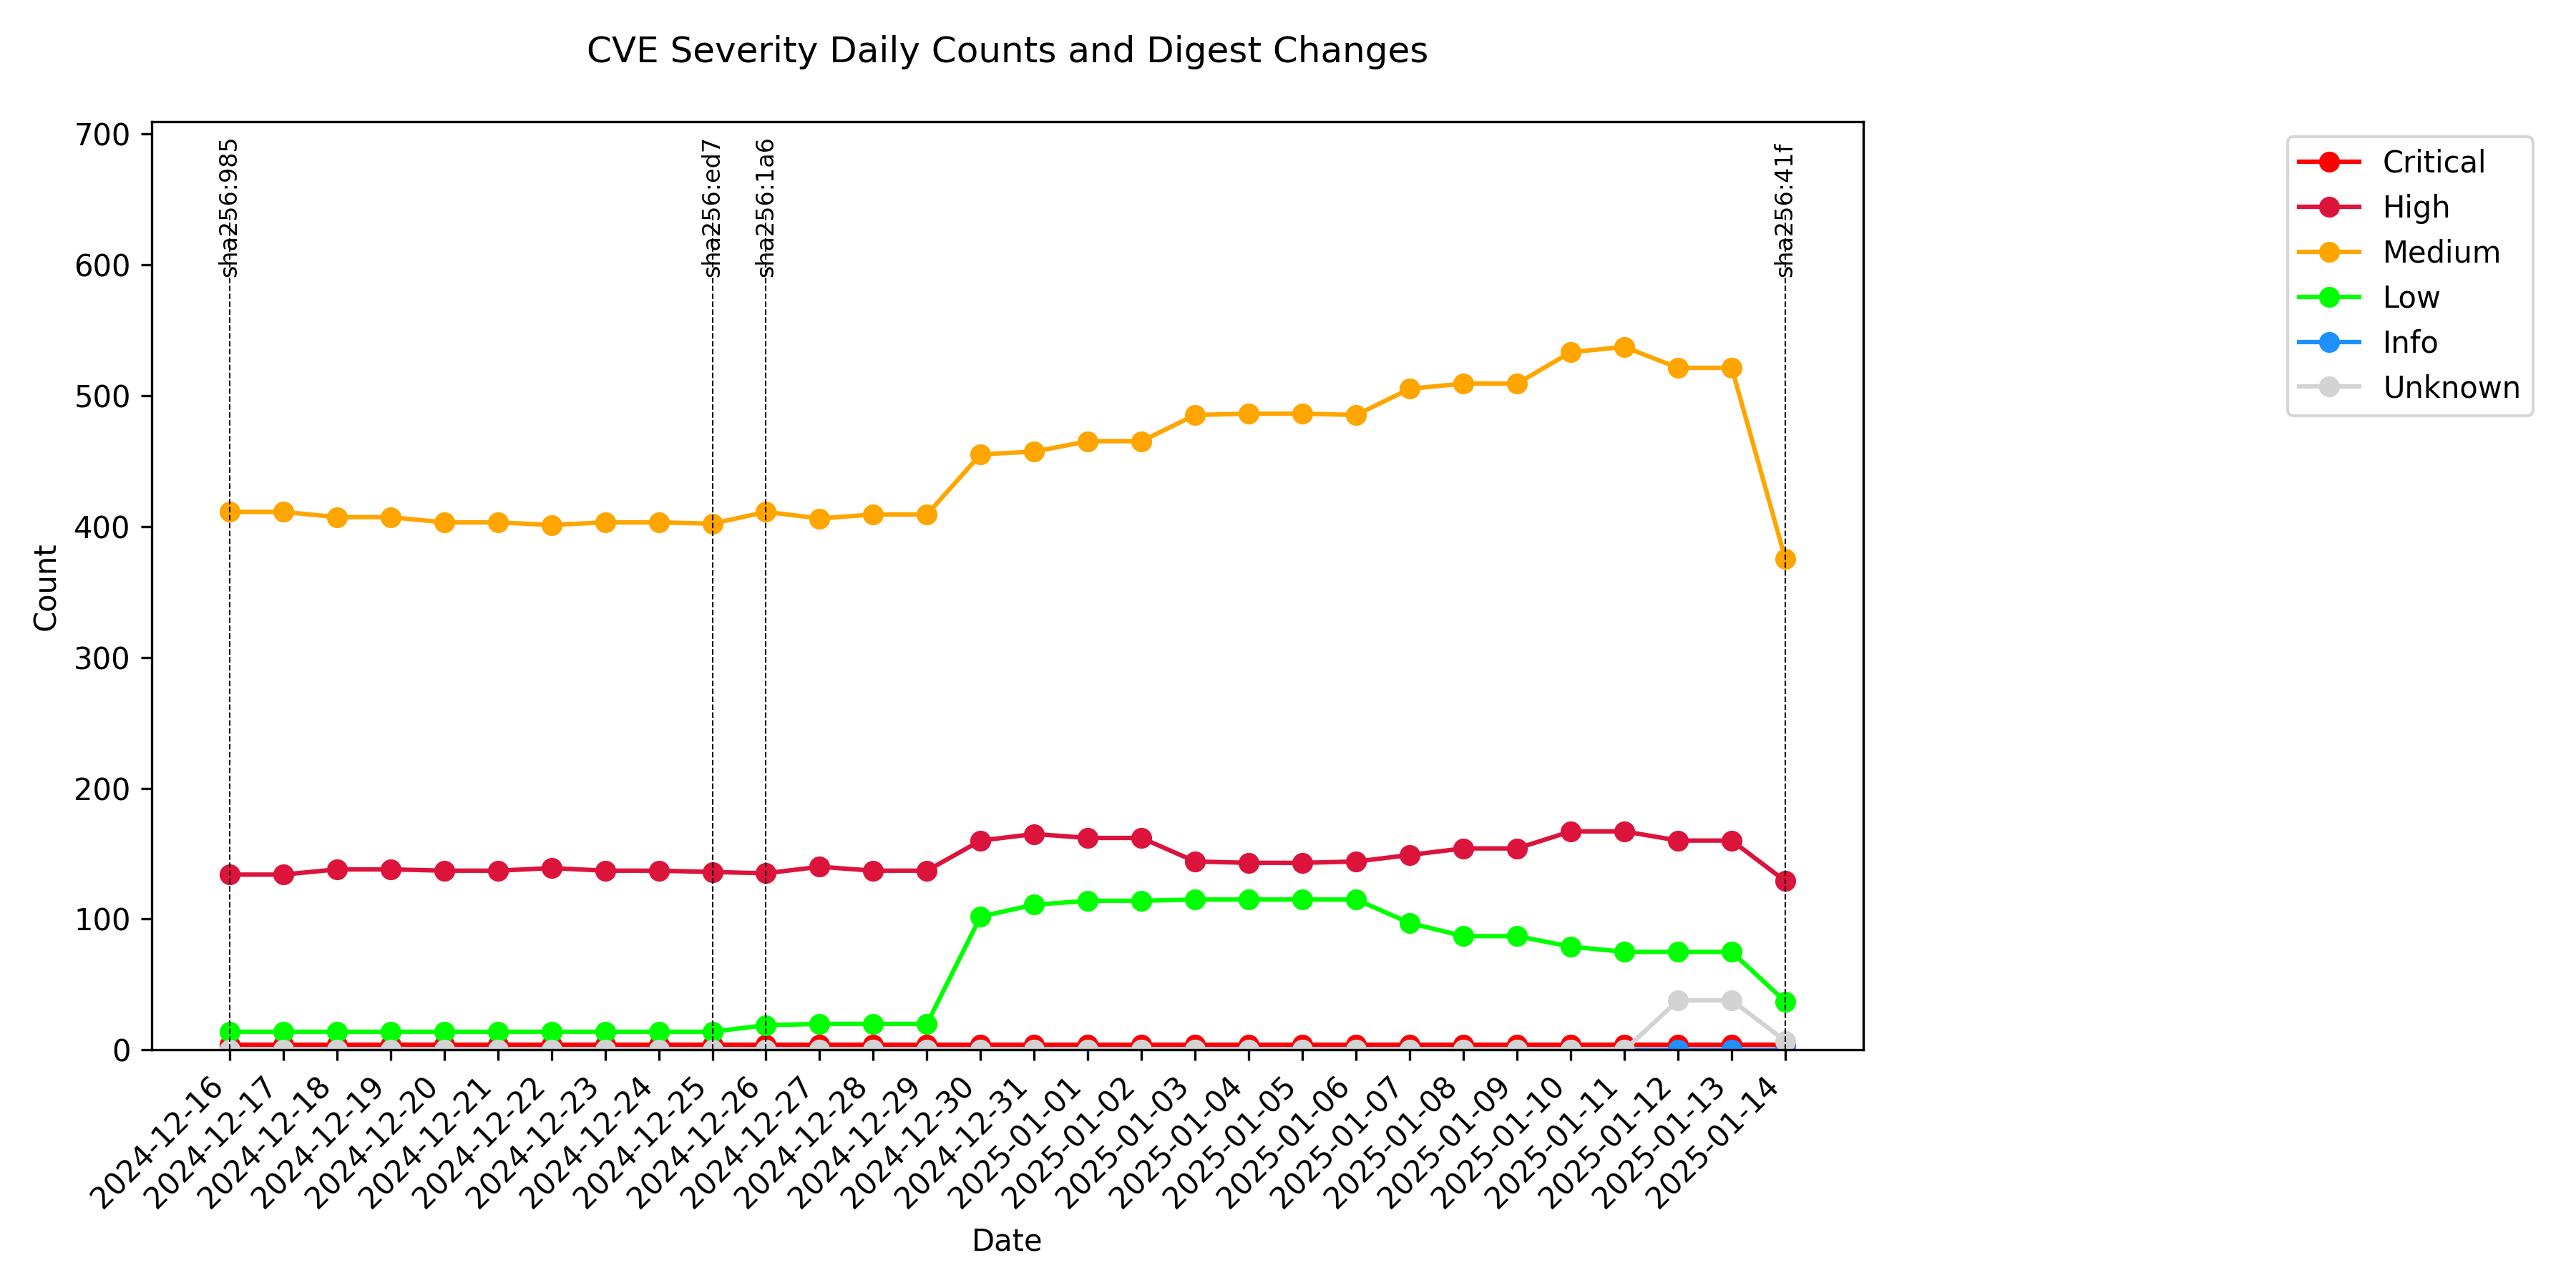 CVE Severity Daily Counts and Digest Changes
700
600
500
400
300
200
100
0
Count
sha256:985
sha256:ed7
sha256:1a6
sha256:41f
Critical
High
Medium
Low
Info
Unknown
2024-12-16
2024-12-17
2024-12-18
2024-12-19
2024-12-20
2024-12-21
2024-12-22
2024-12-23
2024-12-24
2024-12-25
2024-12-26
2024-12-27
2024-12-28
2024-12-29
2024-12-30
2024-12-31
2025-01-01
2025-01-02
2025-01-03
2025-01-04
2025-01-05
2025-01-06
2025-01-07
2025-01-08
2025-01-09
2025-01-10
2025-01-11
2025-01-12
2025-01-13
2025-01-14
Date